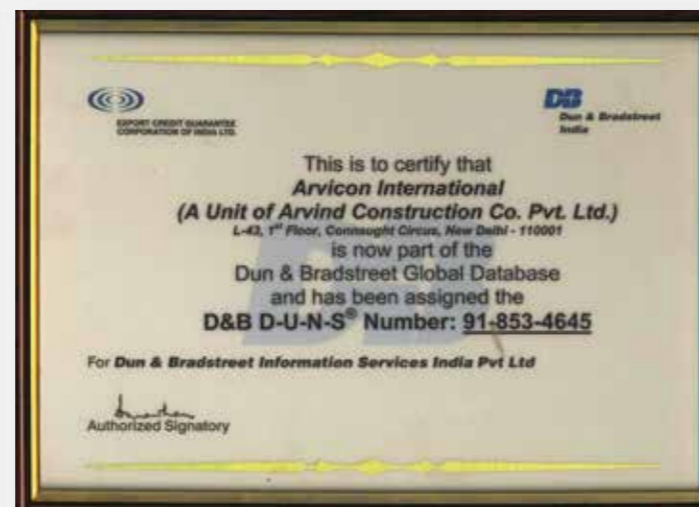 EXPORT CREDIT GUARANTEE
CORPORATION OF INDIA LTD.
DB
Dun & Bradstreet
India
This is to certify that
Arvicon International
(A Unit of Arvind Construction Co. Pvt. Ltd.)
L-43, 1st Floor, Connaught Circus, New Delhi - 110001
is now part of the
Dun & Bradstreet Global Database
and has been assigned the
D&B D-U-N-S® Number: 91-853-4645
For Dun & Bradstreet Information Services India Pvt Ltd
Authorized Signatory